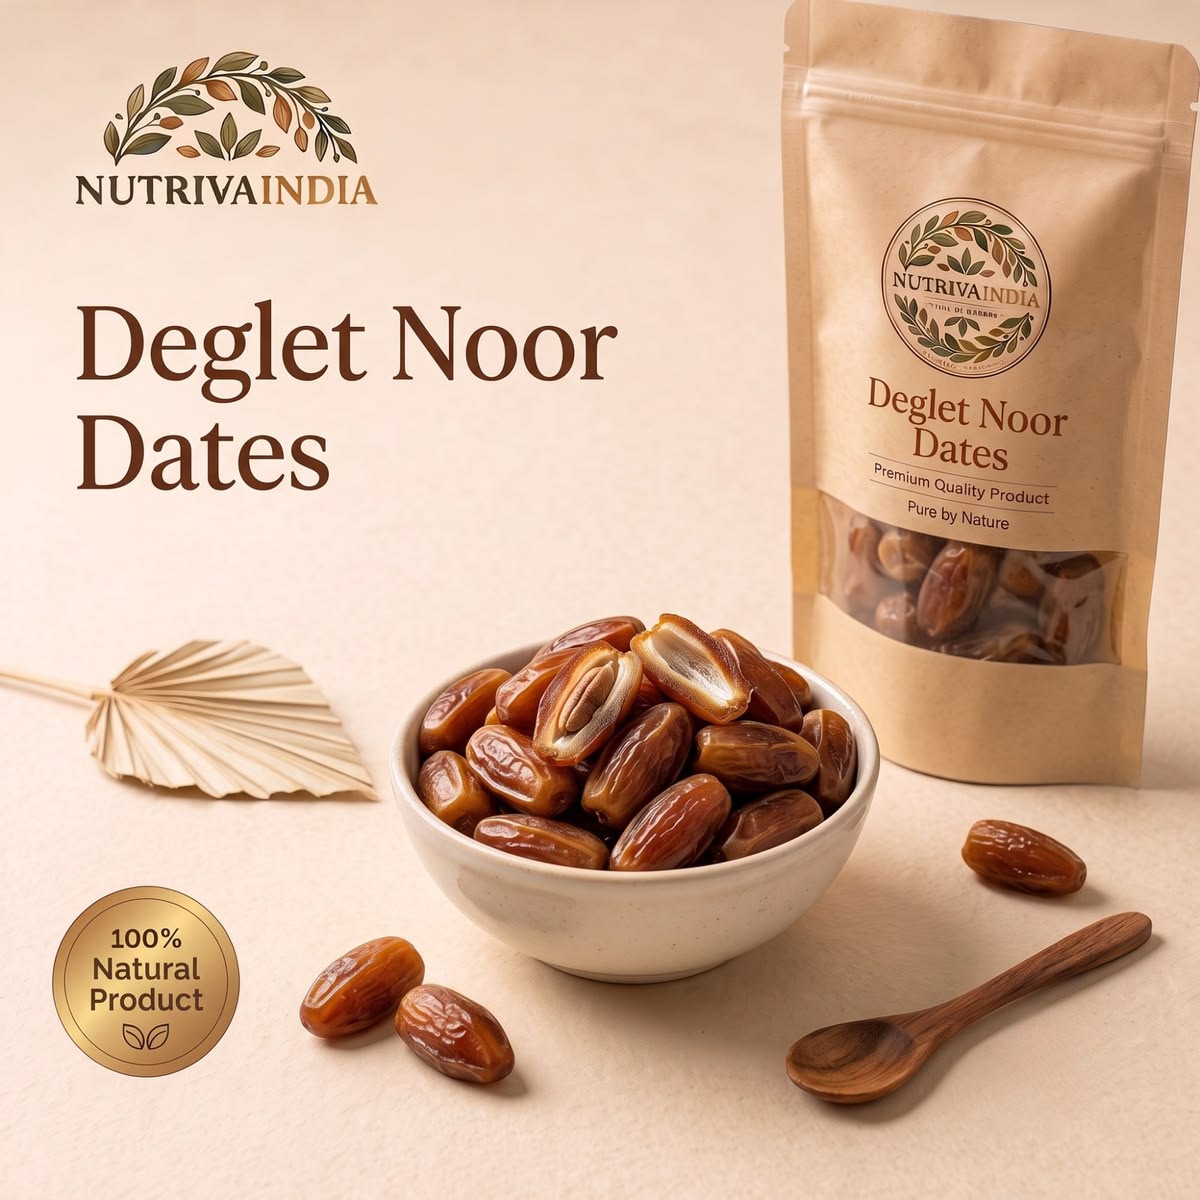 NUTRIVAINDIA
Deglet Noor
Dates
NUTRIVAINDIA
Deglet Noor
Dates
Premium Quality Product
Pure by Nature
100%
Natural
Product